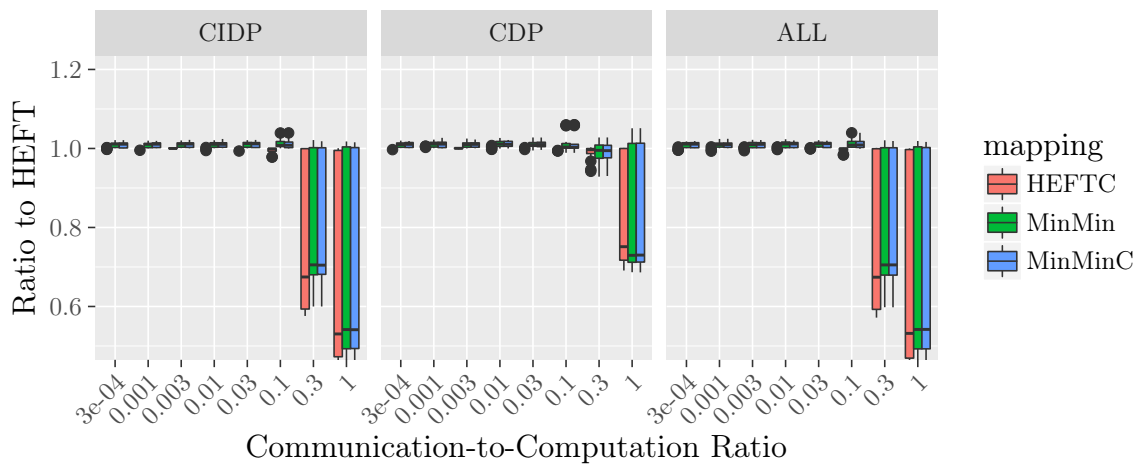 CIDP CDP ALL
1.2
1.0
0.8
0.6
Ratio to HEFT
3e-04 0.001 0.003 0.01 0.03 0.1 0.3 1
3e-04 0.001 0.003 0.01 0.03 0.1 0.3 1
3e-04 0.001 0.003 0.01 0.03 0.1 0.3 1
Communication-to-Computation Ratio
mapping
HEFTC
MinMin
MinMinC